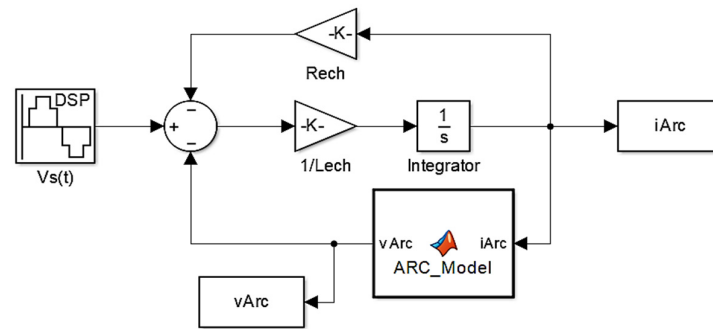 -K-
Rech
DSP
Vs(t)
−
+
−
-K-
1/Lech
1
s
Integrator
iArc
vArc
iArc
ARC_Model
vArc